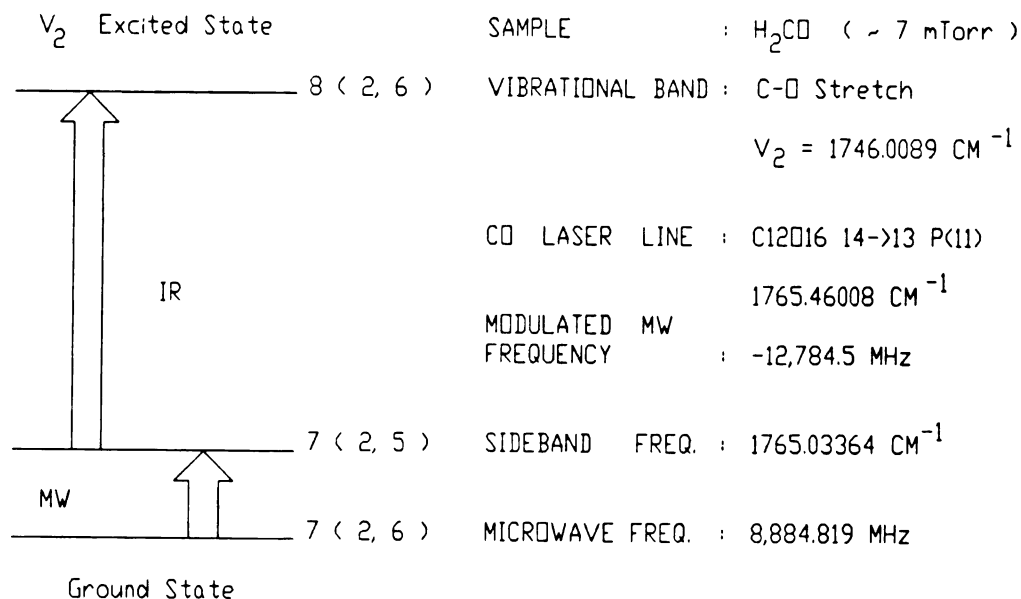 V2 Excited State
SAMPLE : H2CO ( ~ 7 mTorr )
8 ( 2, 6 )
VIBRATIONAL BAND : C-O Stretch
V2 = 1746.0089 CM-1
CO LASER LINE : C12O16 14->13 P(11)
IR
1765.46008 CM-1
MODULATED MW
FREQUENCY : -12,784.5 MHz
7 ( 2, 5 )
SIDEBAND FREQ. : 1765.03364 CM-1
MW
7 ( 2, 6 )
MICROWAVE FREQ. : 8,884.819 MHz
Ground State